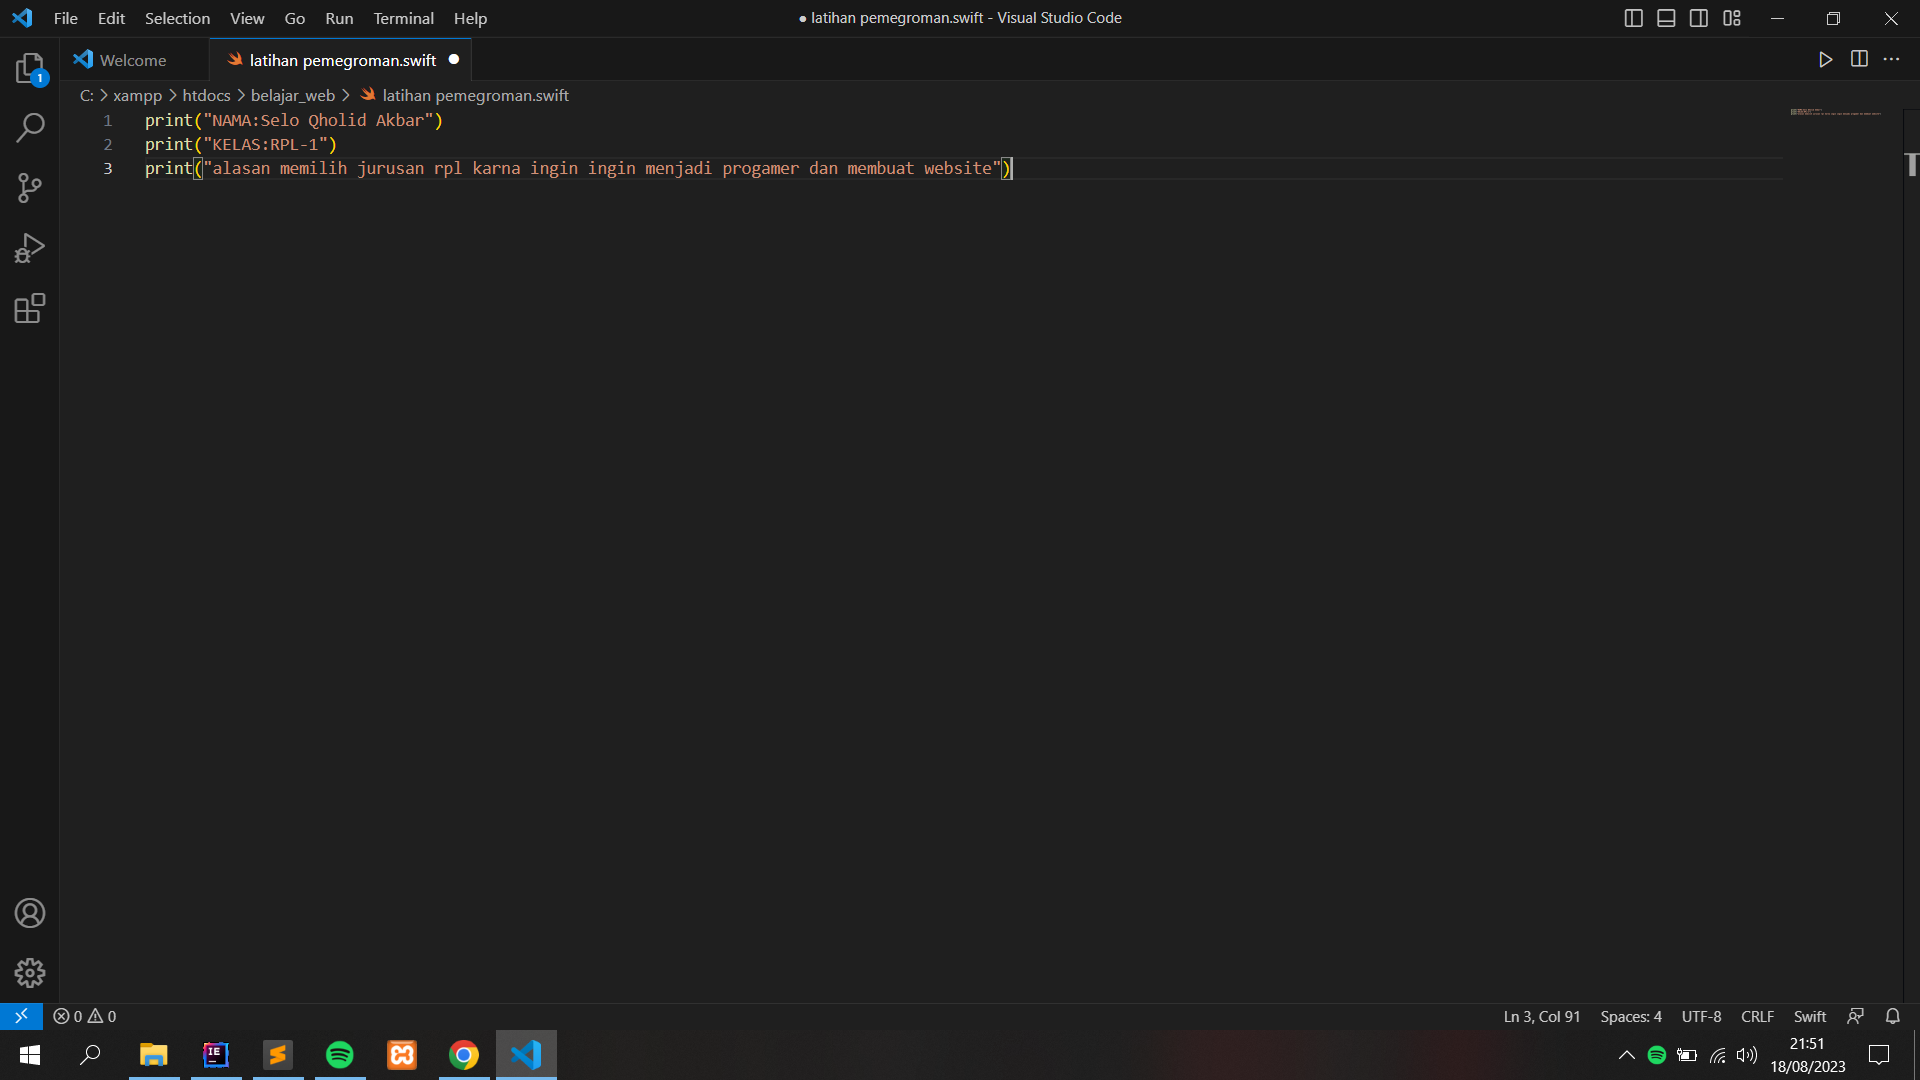 File Edit Selection View Go Run Terminal Help
● latihan pemegroman.swift - Visual Studio Code
Welcome
latihan pemegroman.swift ●
C: > xampp > htdocs > belajar_web > latihan pemegroman.swift
1 print("NAMA:Selo Qholid Akbar")
2 print("KELAS:RPL-1")
3 print("alasan memilih jurusan rpl karna ingin ingin menjadi progamer dan membuat website")
1
0 0
Ln 3, Col 91 Spaces: 4 UTF-8 CRLF Swift
IE
21:51
18/08/2023